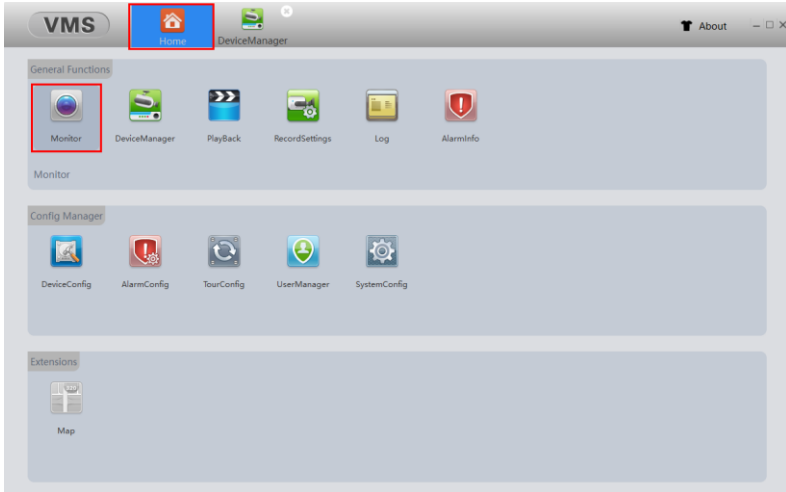 VMS
Home
DeviceManager
About
General Functions
Monitor
DeviceManager
PlayBack
RecordSettings
Log
AlarmInfo
Monitor
Config Manager
DeviceConfig
AlarmConfig
TourConfig
UserManager
SystemConfig
Extensions
Map